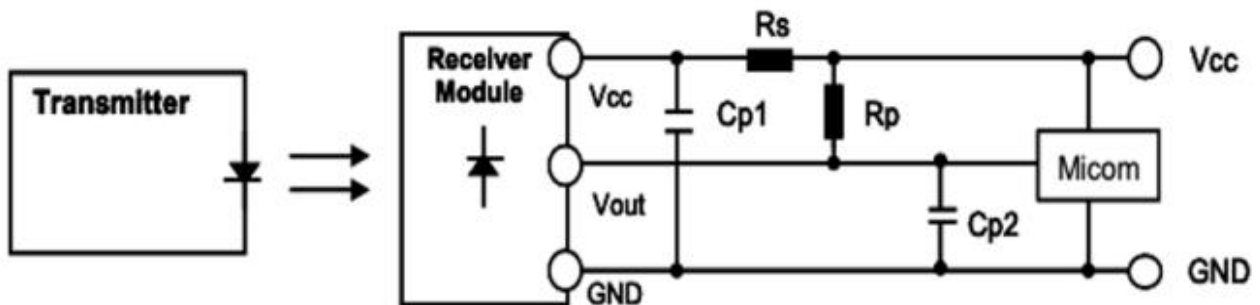 Transmitter
Receiver
Module
Vcc
Vout
GND
Rs
Cp1
Rp
Cp2
Micom
Vcc
GND